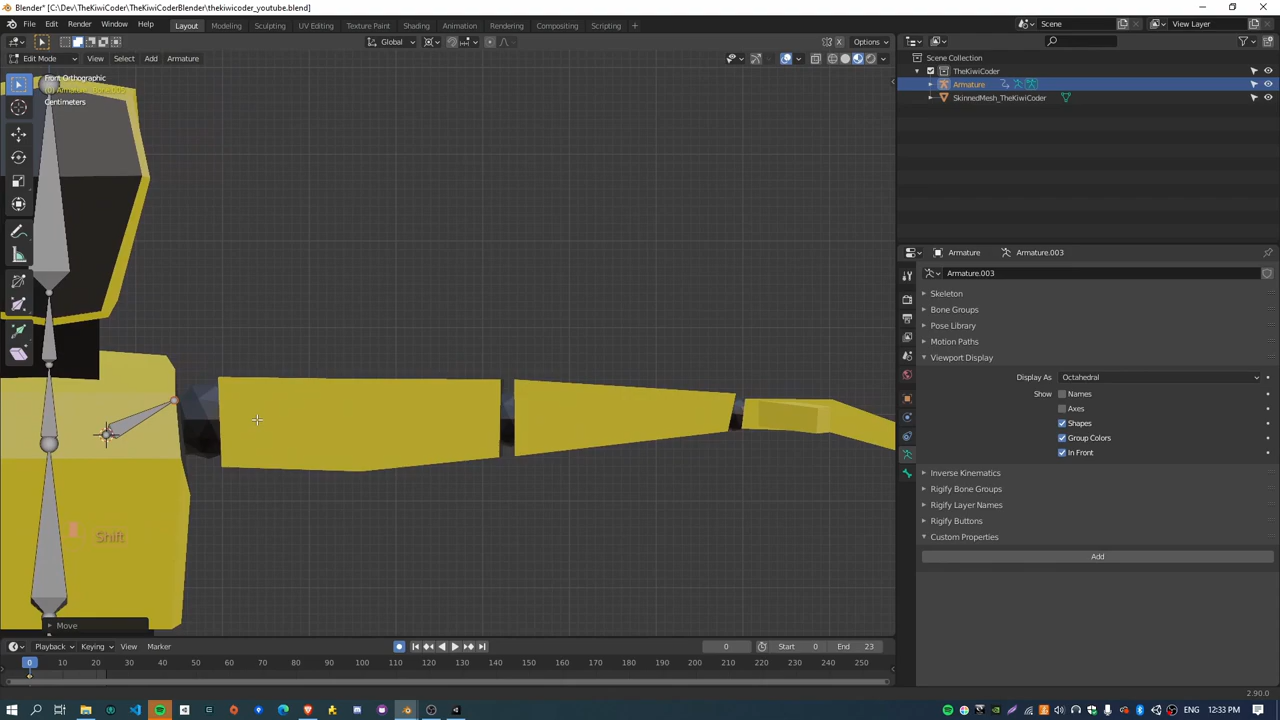 Blender* [C:\Dev\TheKiwiCoder\TheKiwiCoderBlender\thekiwicoder_youtube.blend]
File Edit Render Window Help Layout Modeling Sculpting UV Editing Texture Paint Shading Animation Rendering Compositing Scripting + Scene View Layer
Global Options
Edit Mode View Select Add Armature
Front Orthographic
Centimeters
Scene Collection
TheKiwiCoder
Armature
SkinnedMesh_TheKiwiCoder
Armature Armature.003
Armature.003
Skeleton
Bone Groups
Pose Library
Motion Paths
Viewport Display
Display As Octahedral
Show Names
Axes
Shapes
Group Colors
In Front
Inverse Kinematics
Rigify Bone Groups
Rigify Layer Names
Rigify Buttons
Custom Properties
Add
Shift
Move
Playback Keying View Marker 0 Start 0 End 23
0 10 20 30 40 50 60 70 80 90 100 110 120 130 140 150 160 170 180 190 200 210 220 230 240 250
2.90.0
ENG 12:33 PM